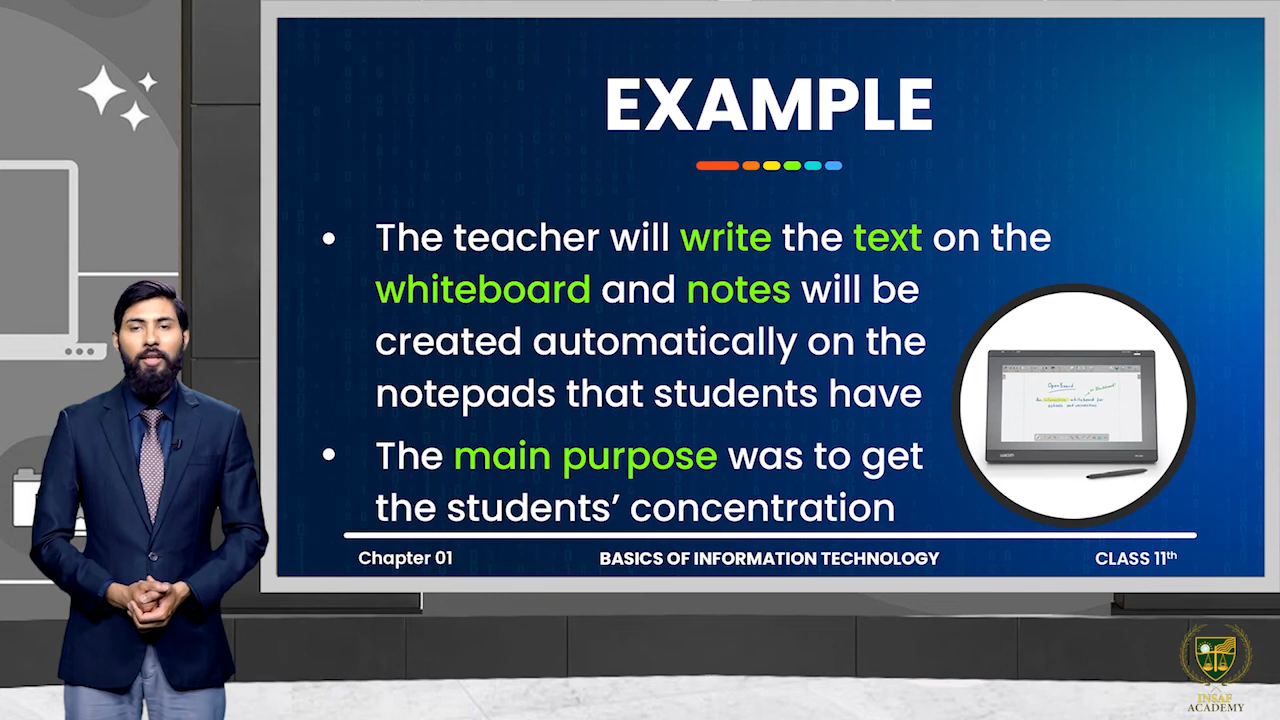 EXAMPLE
• The teacher will write the text on the
whiteboard and notes will be
created automatically on the
notepads that students have
• The main purpose was to get
the students’ concentration
Chapter 01 BASICS OF INFORMATION TECHNOLOGY CLASS 11th
INSAF
ACADEMY